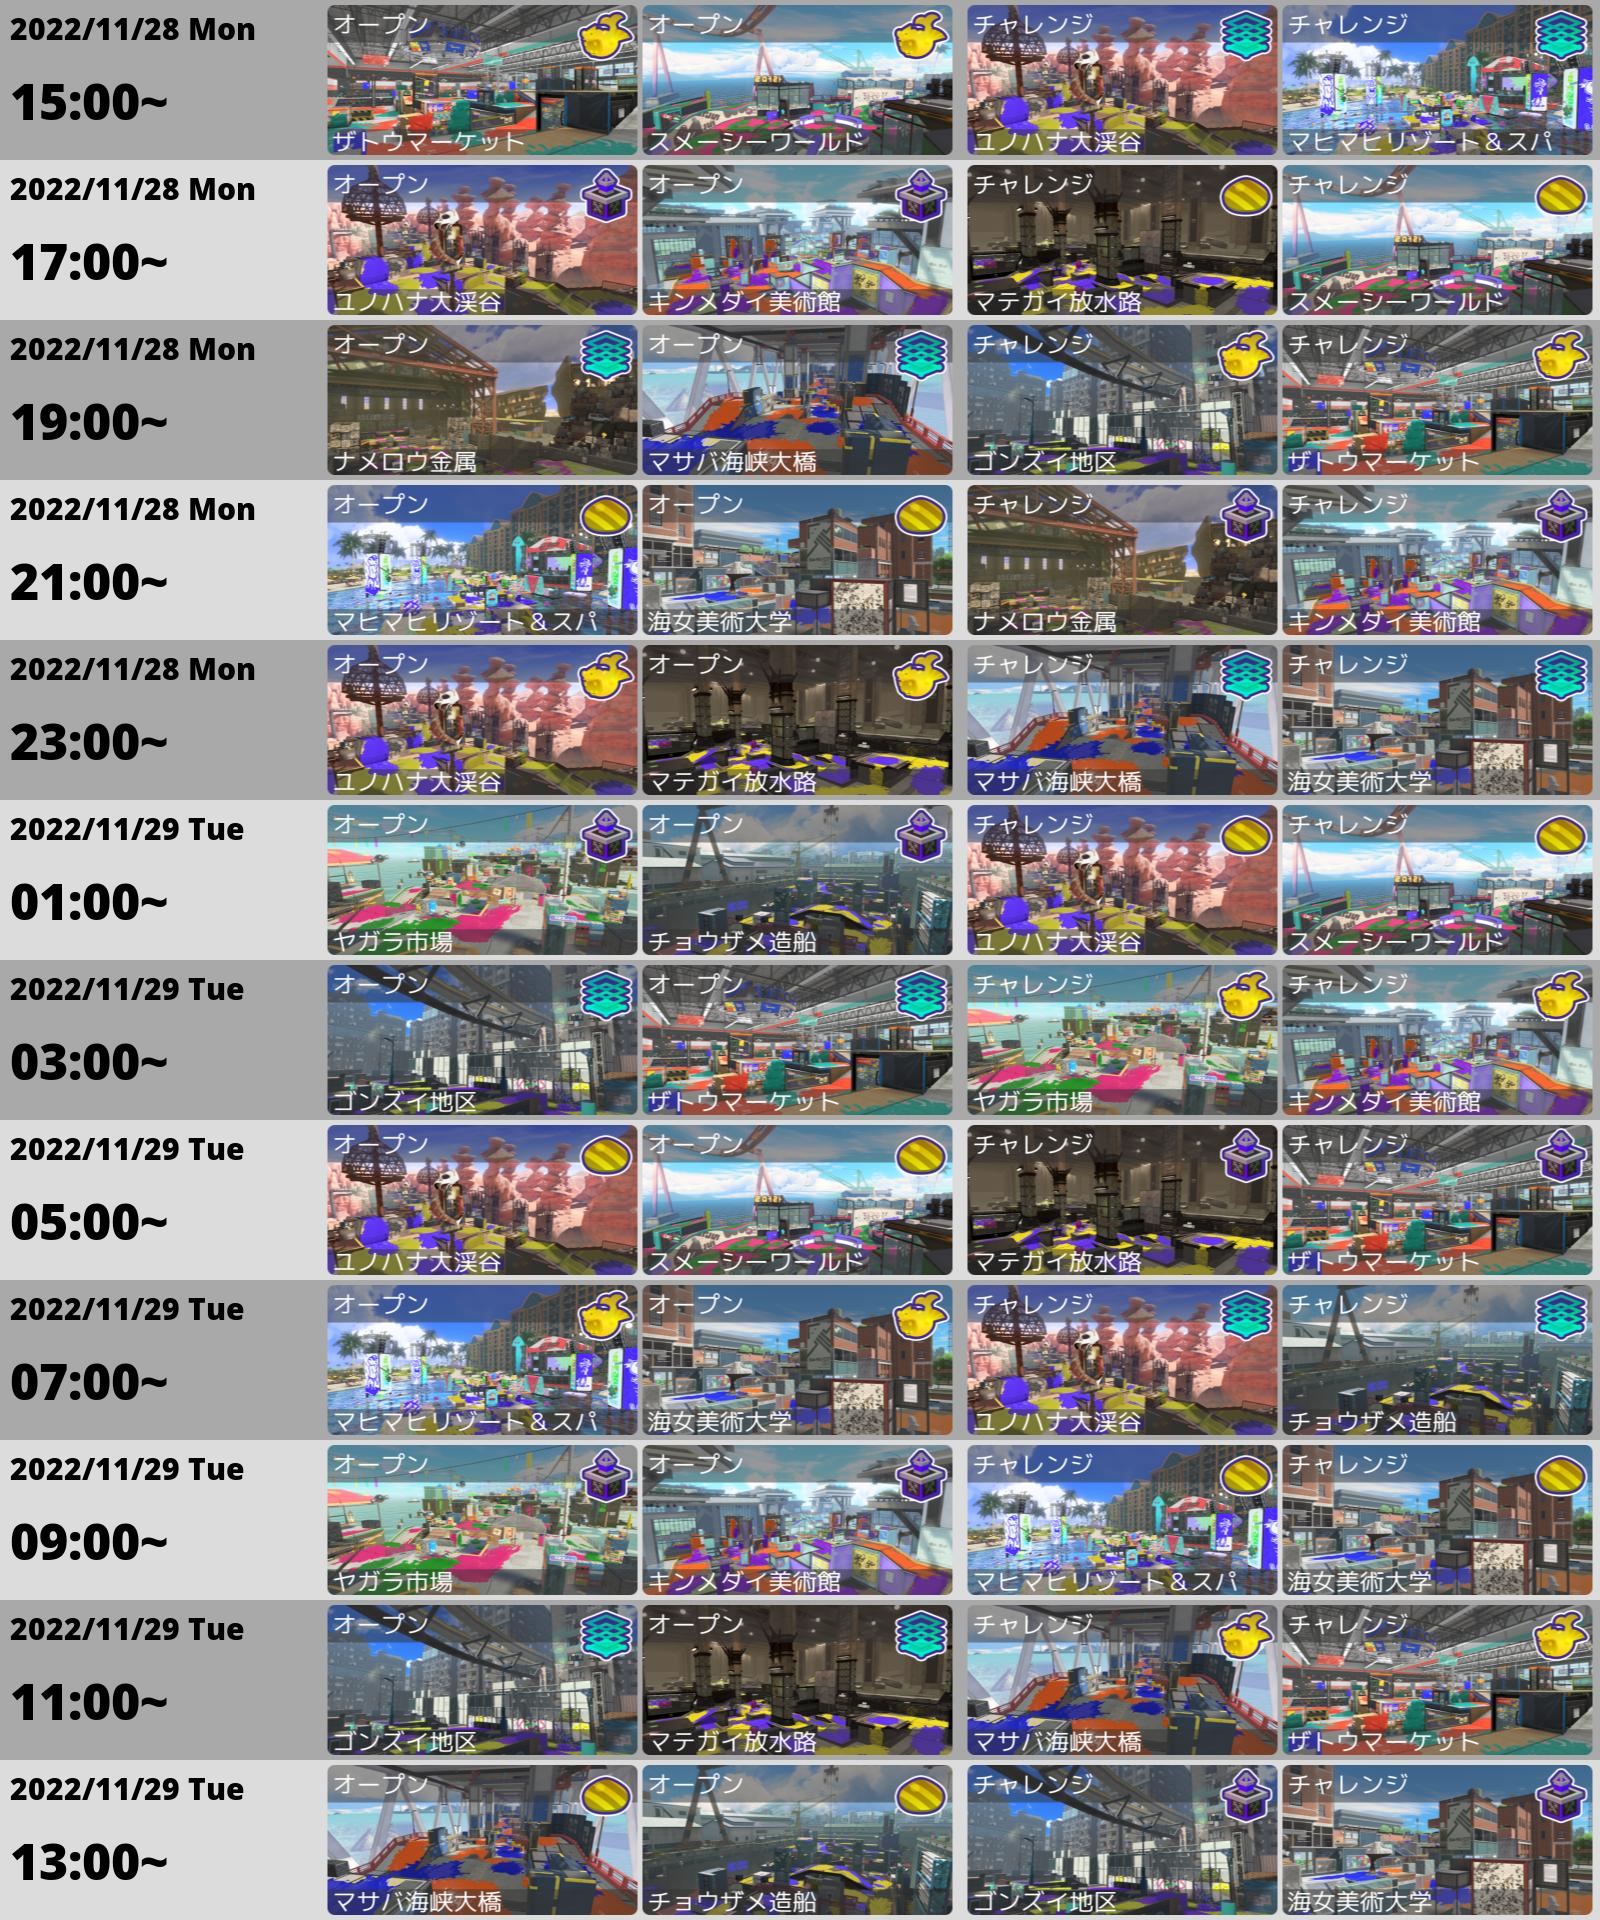 2022/11/28 Mon
15:00~
オープン
ザトウマーケット
オープン
スメーシーワールド
チャレンジ
ユノハナ大渓谷
チャレンジ
マヒマヒリゾート＆スパ
2022/11/28 Mon
17:00~
オープン
ユノハナ大渓谷
オープン
キンメダイ美術館
チャレンジ
マテガイ放水路
チャレンジ
スメーシーワールド
2022/11/28 Mon
19:00~
オープン
ナメロウ金属
オープン
マサバ海峡大橋
チャレンジ
ゴンズイ地区
チャレンジ
ザトウマーケット
2022/11/28 Mon
21:00~
オープン
マヒマヒリゾート＆スパ
オープン
海女美術大学
チャレンジ
ナメロウ金属
チャレンジ
キンメダイ美術館
2022/11/28 Mon
23:00~
オープン
ユノハナ大渓谷
オープン
マテガイ放水路
チャレンジ
マサバ海峡大橋
チャレンジ
海女美術大学
2022/11/29 Tue
01:00~
オープン
ヤガラ市場
オープン
チョウザメ造船
チャレンジ
ユノハナ大渓谷
チャレンジ
スメーシーワールド
2022/11/29 Tue
03:00~
オープン
ゴンズイ地区
オープン
ザトウマーケット
チャレンジ
ヤガラ市場
チャレンジ
キンメダイ美術館
2022/11/29 Tue
05:00~
オープン
ユノハナ大渓谷
オープン
スメーシーワールド
チャレンジ
マテガイ放水路
チャレンジ
ザトウマーケット
2022/11/29 Tue
07:00~
オープン
マヒマヒリゾート＆スパ
オープン
海女美術大学
チャレンジ
ユノハナ大渓谷
チャレンジ
チョウザメ造船
2022/11/29 Tue
09:00~
オープン
ヤガラ市場
オープン
キンメダイ美術館
チャレンジ
マヒマヒリゾート＆スパ
チャレンジ
海女美術大学
2022/11/29 Tue
11:00~
オープン
ゴンズイ地区
オープン
マテガイ放水路
チャレンジ
マサバ海峡大橋
チャレンジ
ザトウマーケット
2022/11/29 Tue
13:00~
オープン
マサバ海峡大橋
オープン
チョウザメ造船
チャレンジ
ゴンズイ地区
チャレンジ
海女美術大学